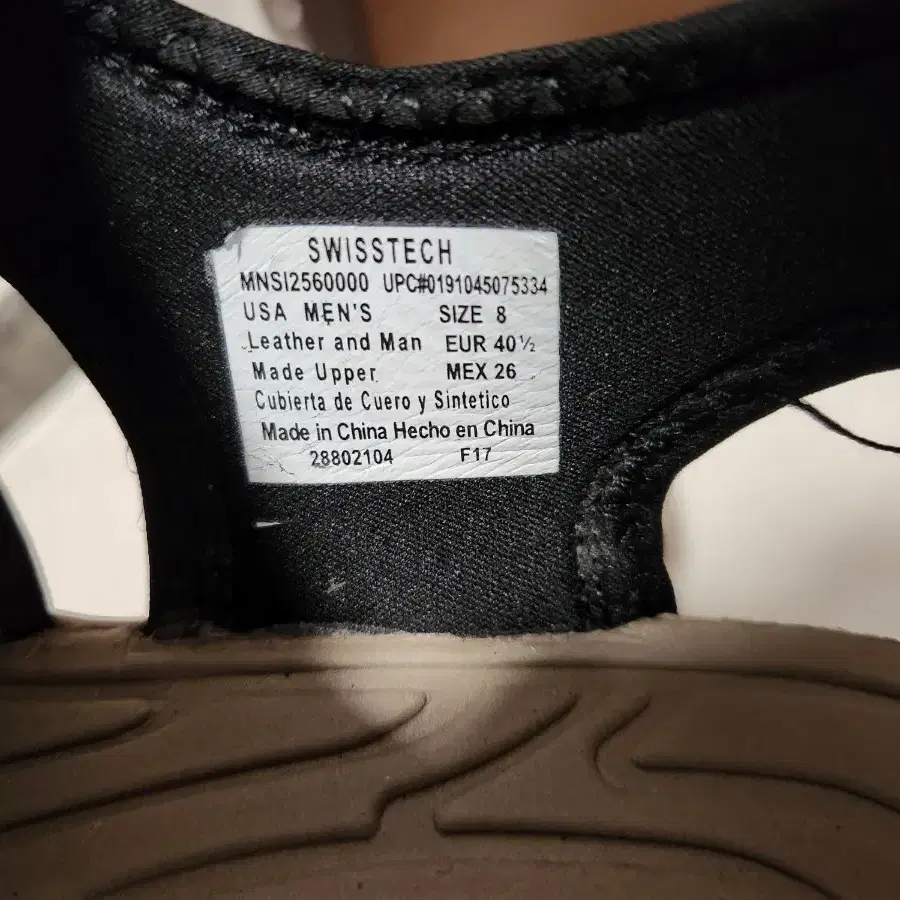 SWISSTECH
MNSI2560000 UPC#0191045075334
USA MEN'S SIZE 8
Leather and Man EUR 40½
Made Upper MEX 26
Cubierta de Cuero y Sintetico
Made in China Hecho en China
28802104 F17